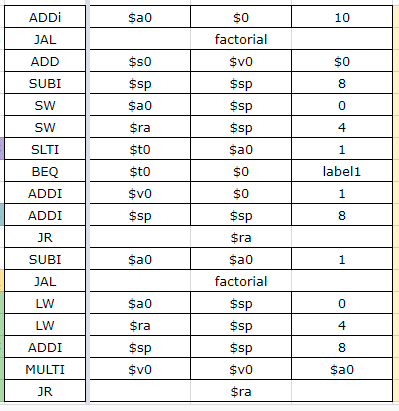 ADDi $a0 $0 10
JAL factorial
ADD $s0 $v0 $0
SUBI $sp $sp 8
SW $a0 $sp 0
SW $ra $sp 4
SLTI $t0 $a0 1
BEQ $t0 $0 label1
ADDI $v0 $0 1
ADDI $sp $sp 8
JR $ra
SUBI $a0 $a0 1
JAL factorial
LW $a0 $sp 0
LW $ra $sp 4
ADDI $sp $sp 8
MULTI $v0 $v0 $a0
JR $ra